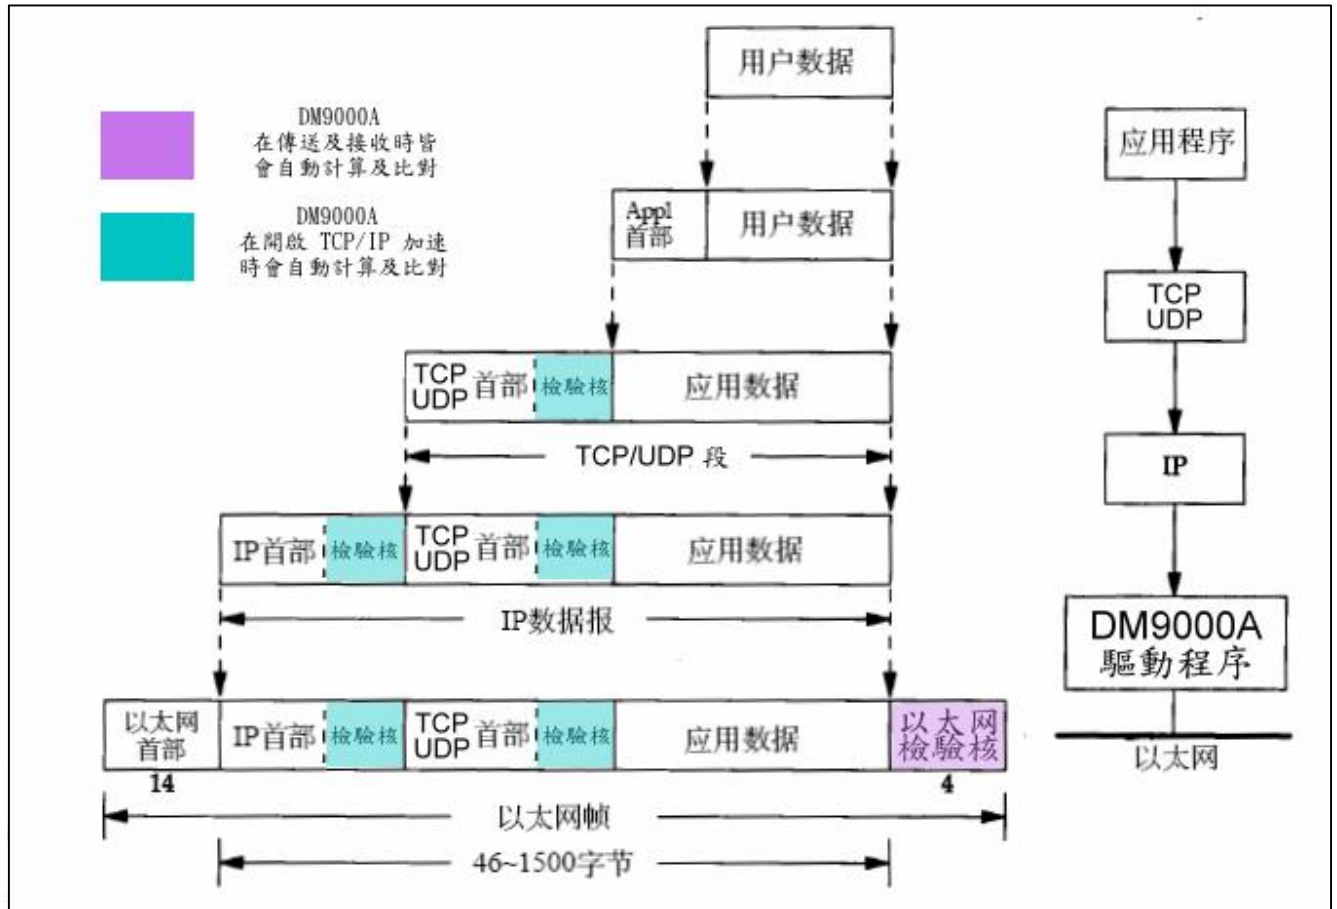 用户数据
DM9000A
在傳送及接收時皆
會自動計算及比對
应用程序
DM9000A
在開啟 TCP/IP 加速
時會自動計算及比對
Appl
首部
用户数据
TCP
UDP
TCP
UDP
首部
檢驗核
应用数据
TCP/UDP 段
IP
IP首部
檢驗核
TCP
UDP
首部
檢驗核
应用数据
IP数据报
DM9000A
驅動程序
以太网
首部
IP首部
檢驗核
TCP
UDP
首部
檢驗核
应用数据
以太网
檢驗核
以太网
14
4
以太网帧
46~1500字节